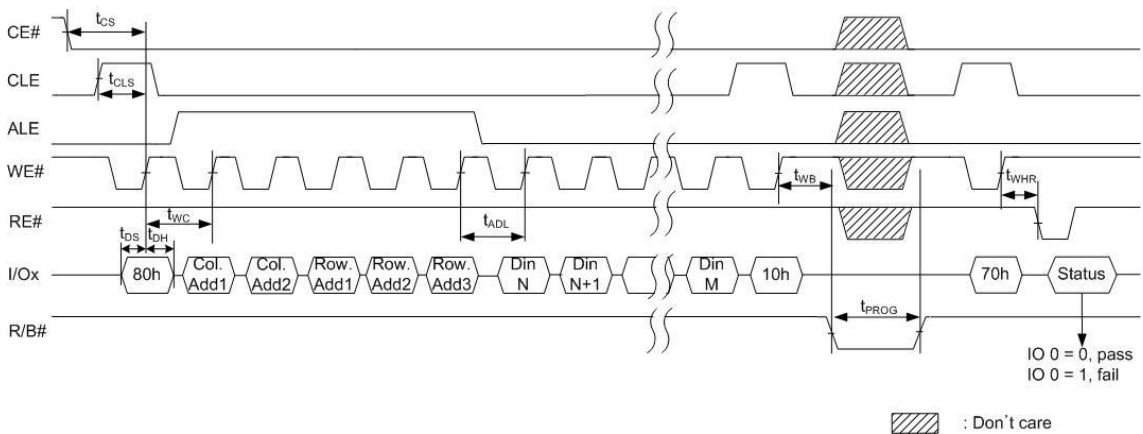 CE#
tCS
CLE
tCLS
ALE
WE#
tWC
tADL
tWB
tWHR
RE#
tDS
tDH
I/Ox
80h
Col. Add1
Col. Add2
Row. Add1
Row. Add2
Row. Add3
Din N
Din N+1
Din M
10h
70h
Status
R/B#
tPROG
IO 0 = 0, pass
IO 0 = 1, fail
: Don't care